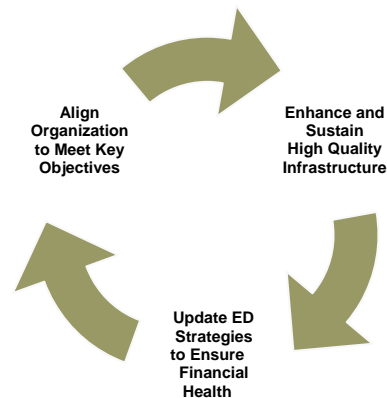 Align
Organization
to Meet Key
Objectives
Enhance and
Sustain
High Quality
Infrastructure
Update ED
Strategies
to Ensure
Financial
Health